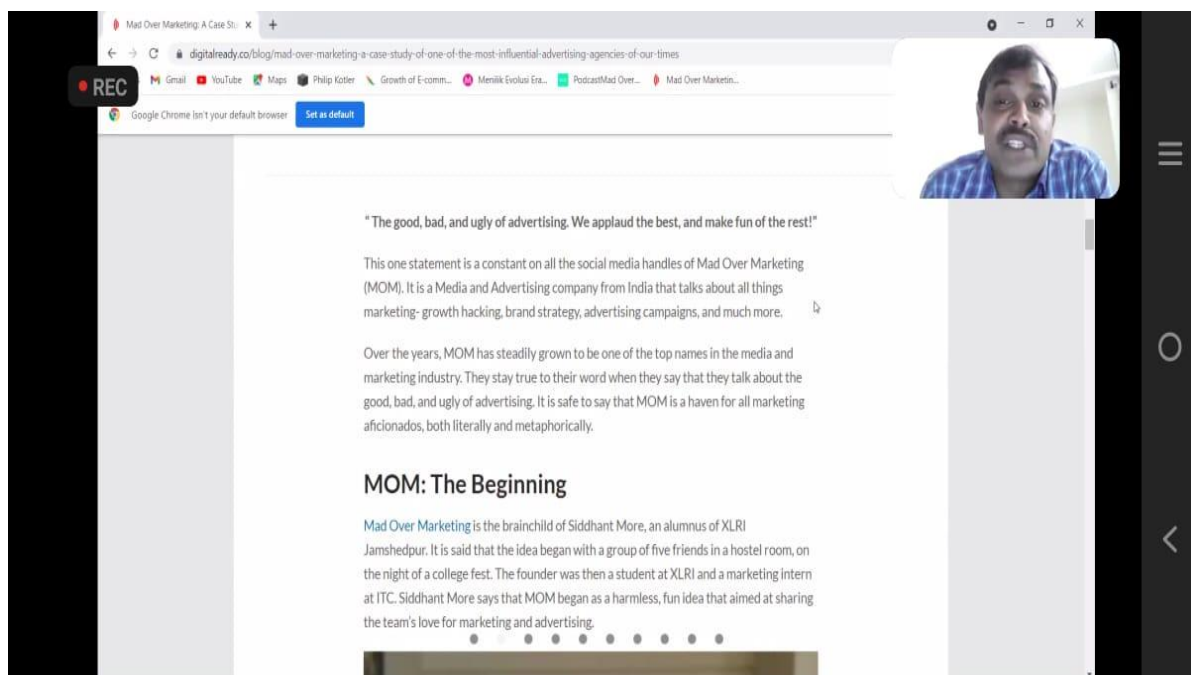 Mad Over Marketing: A Case Stu
digitalready.co/blog/mad-over-marketing-a-case-study-of-one-of-the-most-influential-advertising-agencies-of-our-times
REC
Gmail YouTube Maps Philip Kotler Growth of E-comm... Menilik Evolusi Era... PodcastMad Over... Mad Over Marketin...
Google Chrome isn't your default browser Set as default
"The good, bad, and ugly of advertising. We applaud the best, and make fun of the rest!"
This one statement is a constant on all the social media handles of Mad Over Marketing
(MOM). It is a Media and Advertising company from India that talks about all things
marketing- growth hacking, brand strategy, advertising campaigns, and much more.
Over the years, MOM has steadily grown to be one of the top names in the media and
marketing industry. They stay true to their word when they say that they talk about the
good, bad, and ugly of advertising. It is safe to say that MOM is a haven for all marketing
aficionados, both literally and metaphorically.
MOM: The Beginning
Mad Over Marketing is the brainchild of Siddhant More, an alumnus of XLRI
Jamshedpur. It is said that the idea began with a group of five friends in a hostel room, on
the night of a college fest. The founder was then a student at XLRI and a marketing intern
at ITC. Siddhant More says that MOM began as a harmless, fun idea that aimed at sharing
the team's love for marketing and advertising.